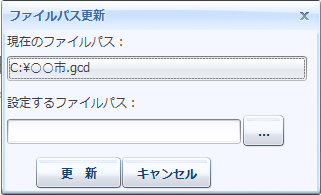 ファイルパス更新
現在のファイルパス：
C:¥○○市.gcd
設定するファイルパス：
...
更　新
キャンセル